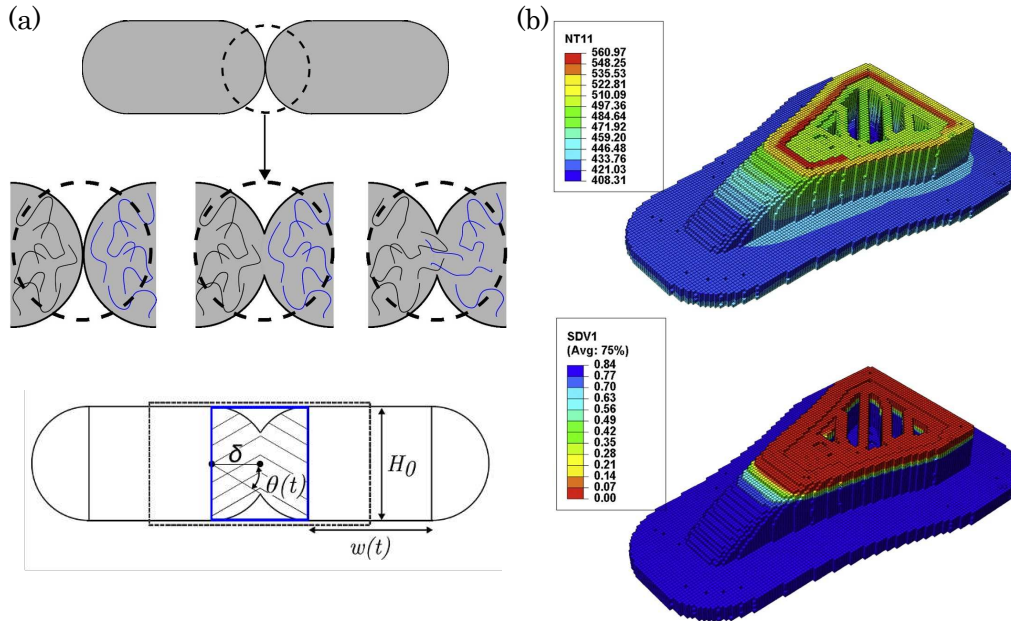 (a)
δ
θ(t)
H0
w(t)
(b)
NT11
560.97
548.25
535.53
522.81
510.09
497.36
484.64
471.92
459.20
446.48
433.76
421.03
408.31
SDV1
(Avg: 75%)
0.84
0.77
0.70
0.63
0.56
0.49
0.42
0.35
0.28
0.21
0.14
0.07
0.00